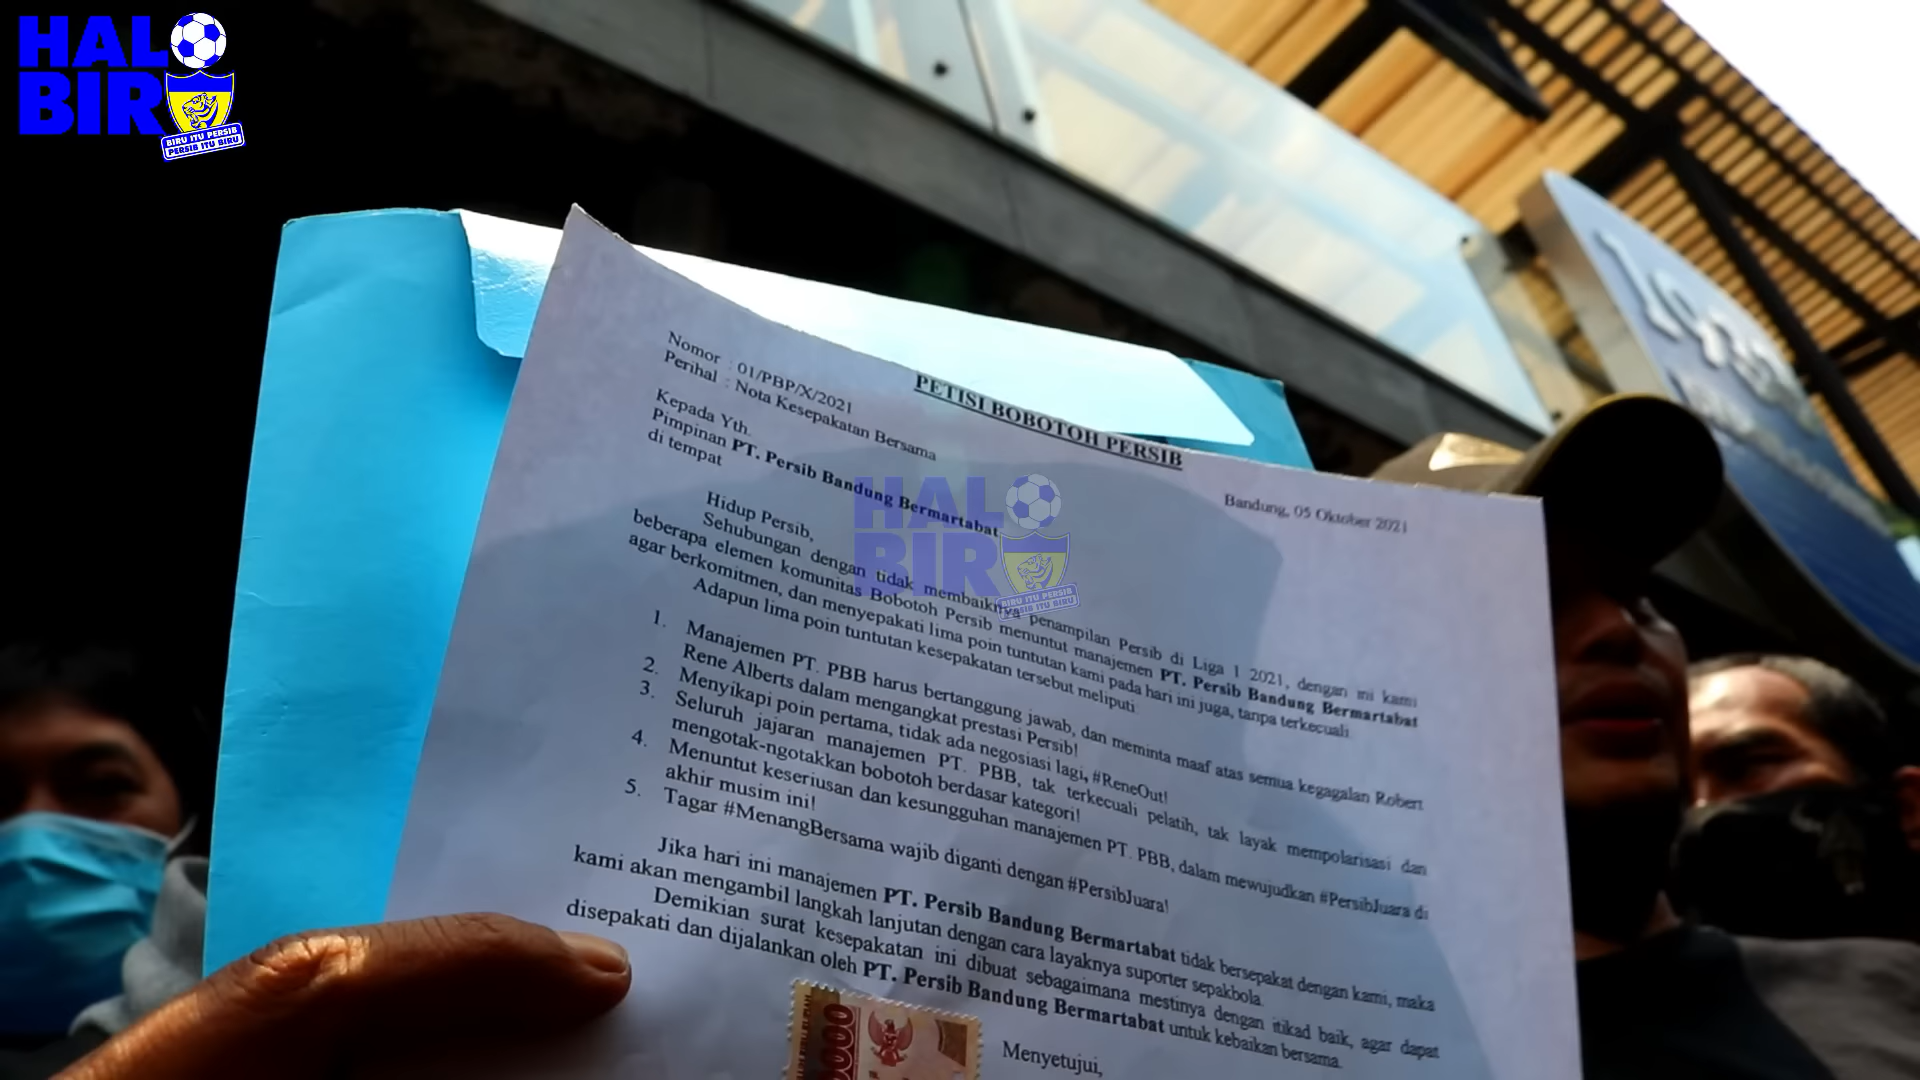 HALO
BIRU
BIRU ITU PERSIB
PERSIB ITU BIRU
PETISI BOBOTOH PERSIB
Nomor : 01/PBP/X/2021
Perihal : Nota Kesepakatan Bersama
Bandung, 05 Oktober 2021
Kepada Yth.
Pimpinan PT. Persib Bandung Bermartabat
di tempat
HALO
BIRU
BIRU ITU PERSIB
PERSIB ITU BIRU
Hidup Persib,
Sehubungan dengan tidak membaiknya penampilan Persib di Liga 1 2021, dengan ini kami
beberapa elemen komunitas Bobotoh Persib menuntut manajemen PT. Persib Bandung Bermartabat
agar berkomitmen, dan menyepakati lima poin tuntutan kami pada hari ini juga, tanpa terkecuali.
Adapun lima poin tuntutan kesepakatan tersebut meliputi:
1. Manajemen PT. PBB harus bertanggung jawab, dan meminta maaf atas semua kegagalan Robert
Rene Alberts dalam mengangkat prestasi Persib!
2. Menyikapi poin pertama, tidak ada negosiasi lagi, #ReneOut!
3. Seluruh jajaran manajemen PT. PBB, tak terkecuali pelatih, tak layak mempolarisasi dan
mengotak-ngotakkan bobotoh berdasar kategori!
4. Menuntut keseriusan dan kesungguhan manajemen PT. PBB, dalam mewujudkan #PersibJuara di
akhir musim ini!
5. Tagar #MenangBersama wajib diganti dengan #PersibJuara!
Jika hari ini manajemen PT. Persib Bandung Bermartabat tidak bersepakat dengan kami, maka
kami akan mengambil langkah lanjutan dengan cara layaknya suporter sepakbola.
Demikian surat kesepakatan ini dibuat sebagaimana mestinya dengan itikad baik, agar dapat
disepakati dan dijalankan oleh PT. Persib Bandung Bermartabat untuk kebaikan bersama.
Menyetujui,